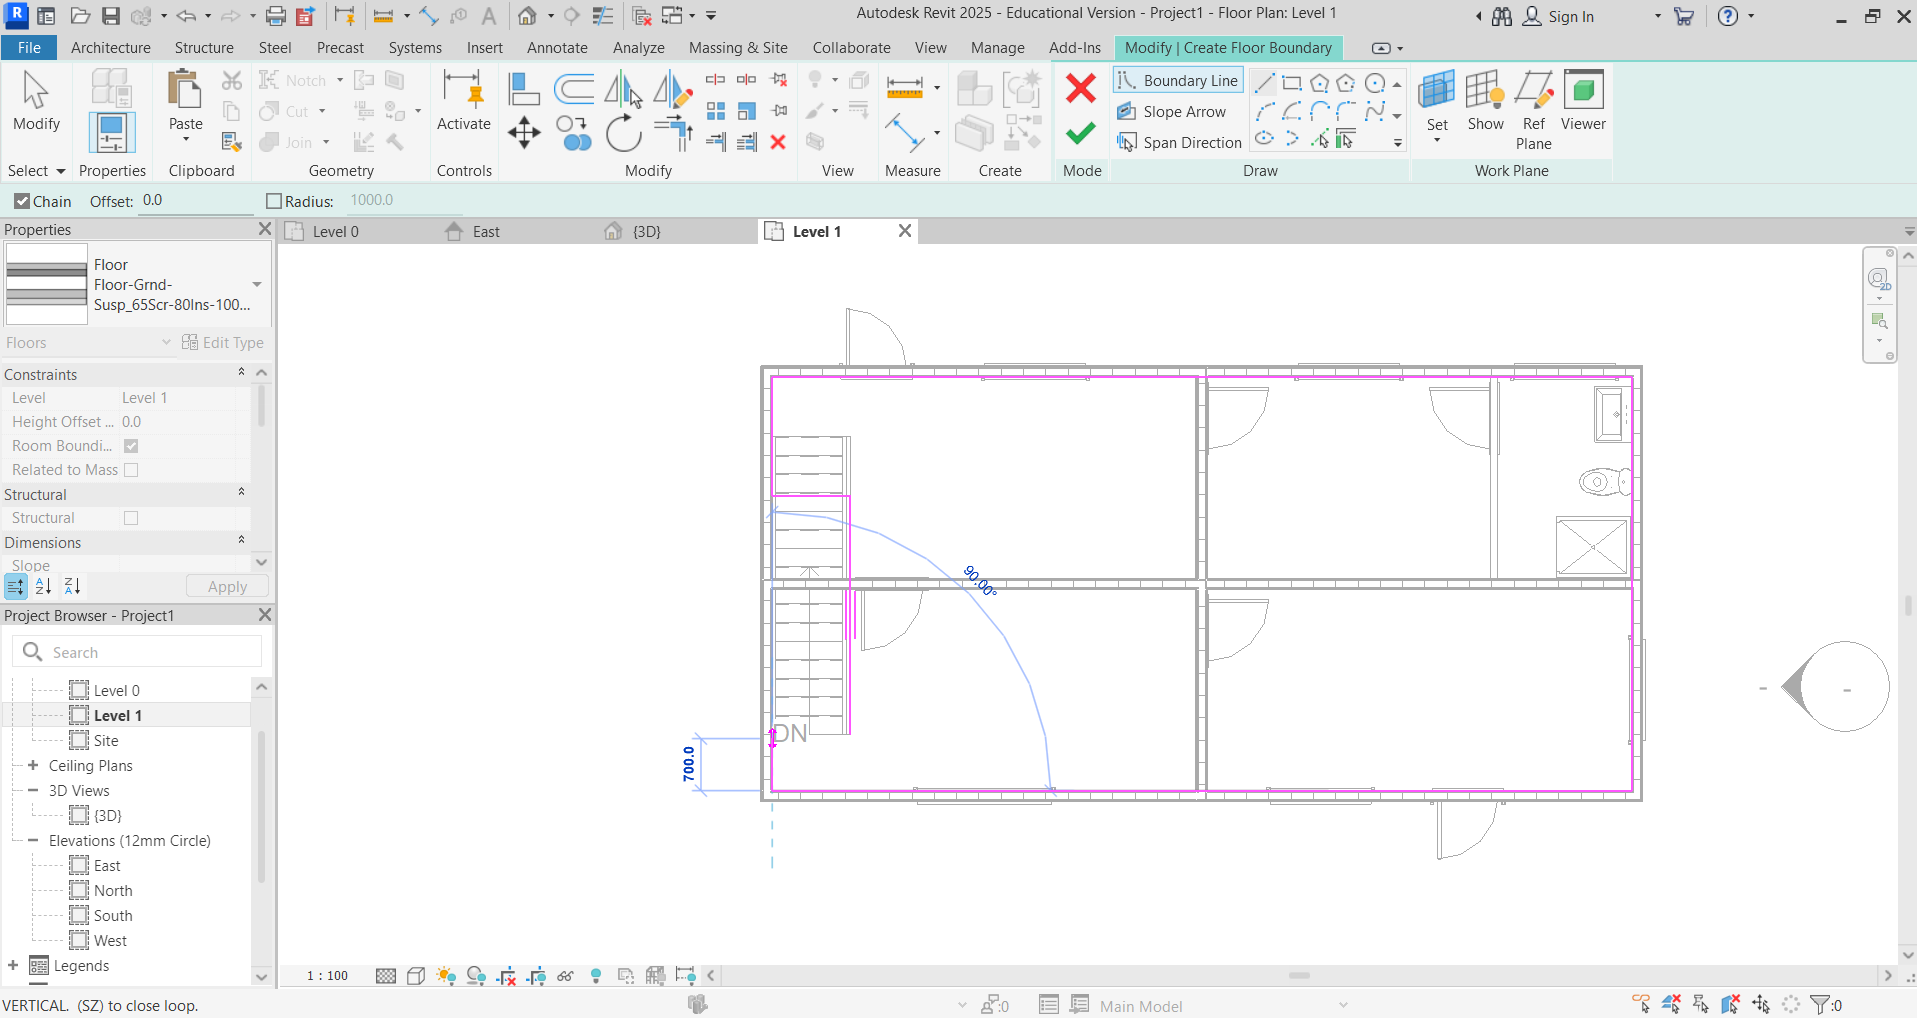 Autodesk Revit 2025 - Educational Version - Project1 - Floor Plan: Level 1
Sign In
File
Architecture
Structure
Steel
Precast
Systems
Insert
Annotate
Analyze
Massing & Site
Collaborate
View
Manage
Add-Ins
Modify | Create Floor Boundary
Modify
Paste
Notch
Cut
Join
Activate
Boundary Line
Slope Arrow
Span Direction
Set
Show
Ref
Plane
Viewer
Select
Properties
Clipboard
Geometry
Controls
Modify
View
Measure
Create
Mode
Draw
Work Plane
Chain
Offset: 0.0
Radius: 1000.0
Properties
Level 0
East
{3D}
Level 1
Floor
Floor-Grnd-
Susp_65Scr-80Ins-100...
Floors
Edit Type
Constraints
Level Level 1
Height Offset ... 0.0
Room Boundi...
Related to Mass
Structural
Structural
Dimensions
Slope
Apply
Project Browser - Project1
Search
Level 0
Level 1
Site
Ceiling Plans
3D Views
{3D}
Elevations (12mm Circle)
East
North
South
West
Legends
2D
90.00°
DN
700.0
1 : 100
VERTICAL. (SZ) to close loop.
:0
Main Model
:0